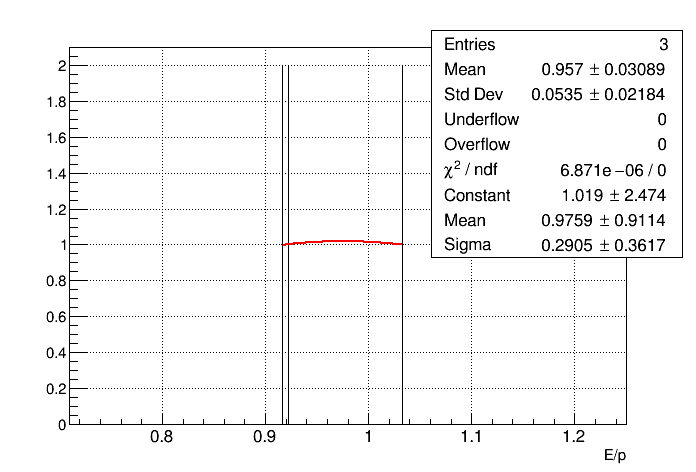 Entries 3
Mean 0.957 ± 0.03089
Std Dev 0.0535 ± 0.02184
Underflow 0
Overflow 0
χ² / ndf 6.871e−06 / 0
Constant 1.019 ± 2.474
Mean 0.9759 ± 0.9114
Sigma 0.2905 ± 0.3617
2
1.8
1.6
1.4
1.2
1
0.8
0.6
0.4
0.2
0
0.8 0.9 1 1.1 1.2
E/p